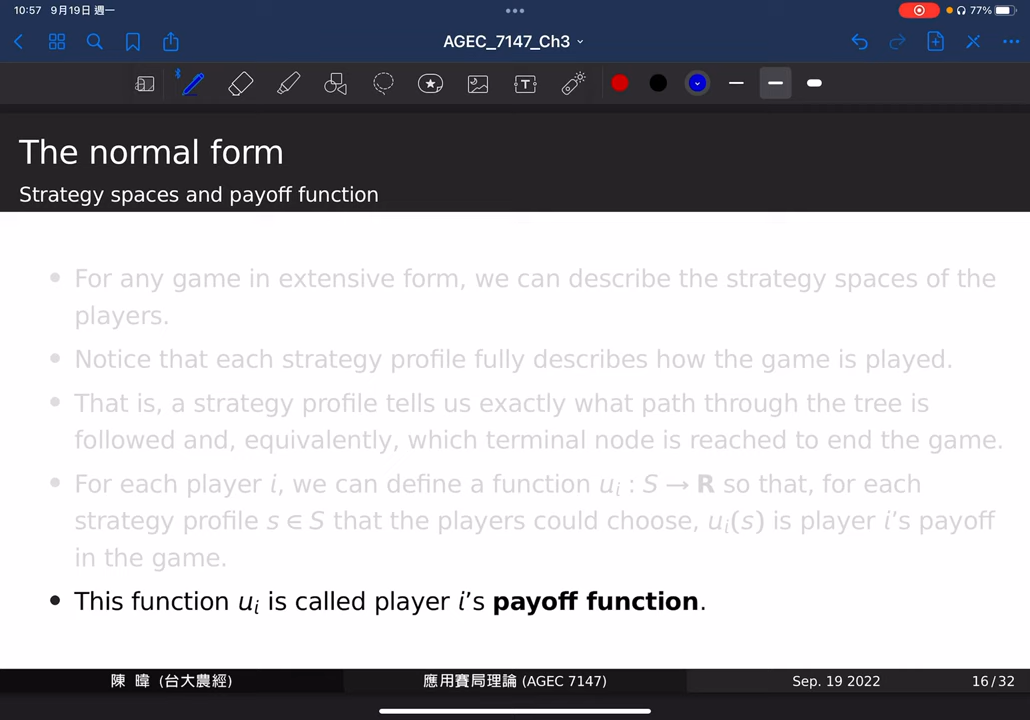 10:57 9月19日 週一
77%
AGEC_7147_Ch3
The normal form
Strategy spaces and payoff function
• For any game in extensive form, we can describe the strategy spaces of the
players.
• Notice that each strategy profile fully describes how the game is played.
• That is, a strategy profile tells us exactly what path through the tree is
followed and, equivalently, which terminal node is reached to end the game.
• For each player i, we can define a function uᵢ : S → R so that, for each
strategy profile s ∈ S that the players could choose, uᵢ(s) is player i’s payoff
in the game.
• This function uᵢ is called player i’s payoff function.
陳 暐 (台大農經) 應用賽局理論 (AGEC 7147) Sep. 19 2022 16/32